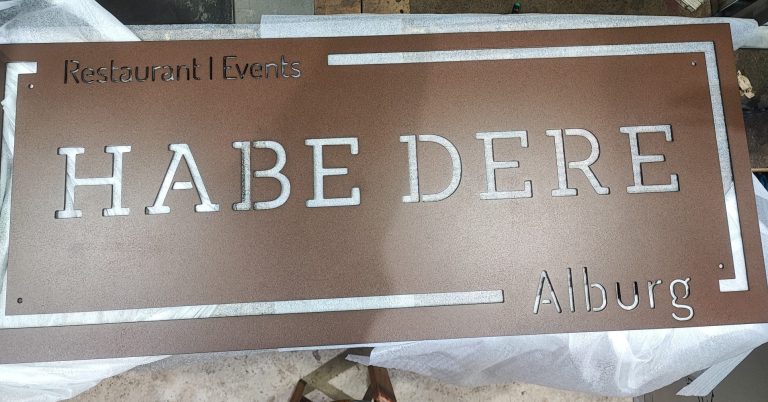 Restaurant | Events
HABE DERE
Alburg